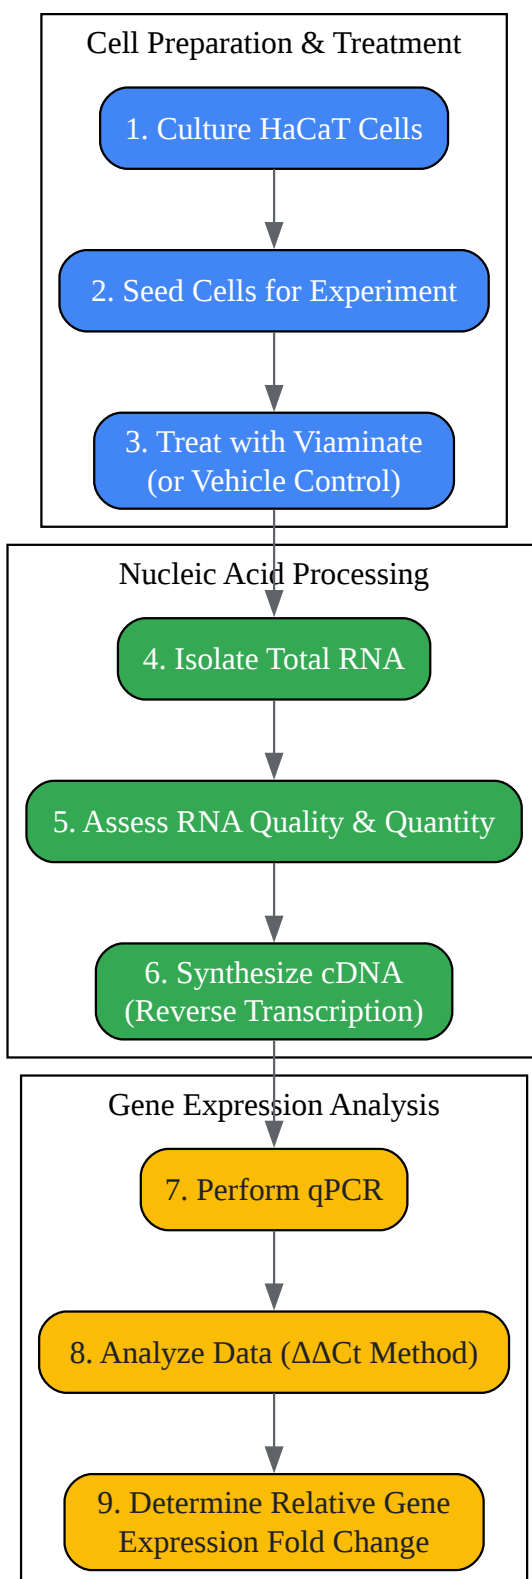 Cell Preparation & Treatment
1. Culture HaCaT Cells
2. Seed Cells for Experiment
3. Treat with Viaminate
(or Vehicle Control)
Nucleic Acid Processing
4. Isolate Total RNA
5. Assess RNA Quality & Quantity
6. Synthesize cDNA
(Reverse Transcription)
Gene Expression Analysis
7. Perform qPCR
8. Analyze Data (ΔΔCt Method)
9. Determine Relative Gene
Expression Fold Change